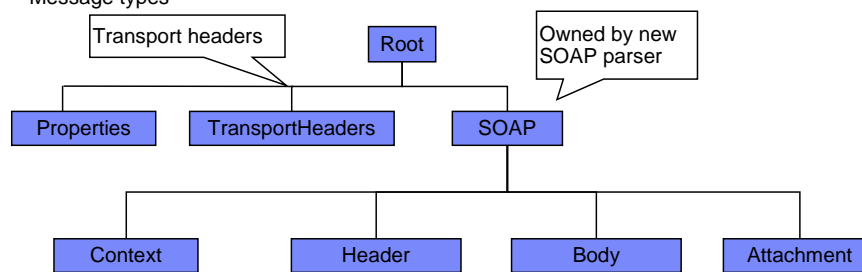 Message types
Transport headers
Root
Owned by new
SOAP parser
Properties
TransportHeaders
SOAP
Context
Header
Body
Attachment